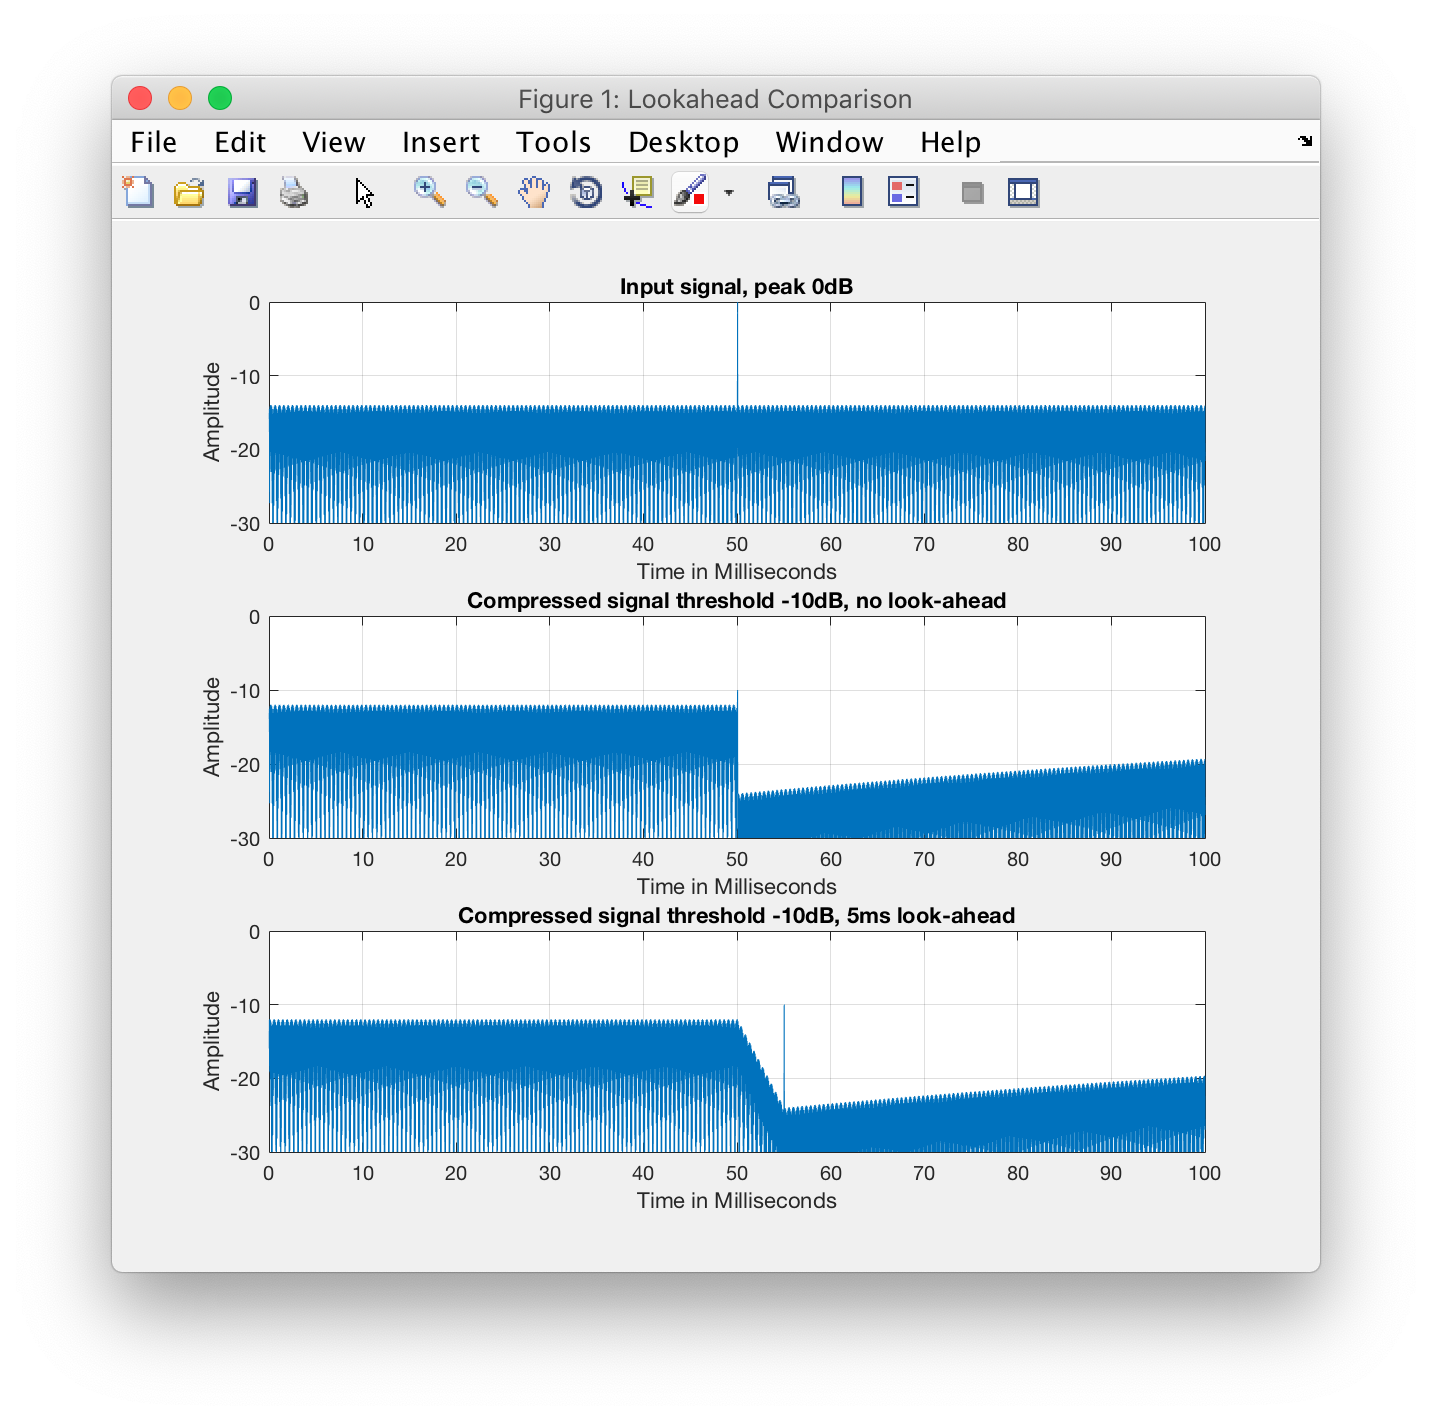 Figure 1: Lookahead Comparison
File Edit View Insert Tools Desktop Window Help
Input signal, peak 0dB
0
-10
-20
-30
Amplitude
0 10 20 30 40 50 60 70 80 90 100
Time in Milliseconds
Compressed signal threshold -10dB, no look-ahead
0
-10
-20
-30
Amplitude
0 10 20 30 40 50 60 70 80 90 100
Time in Milliseconds
Compressed signal threshold -10dB, 5ms look-ahead
0
-10
-20
-30
Amplitude
0 10 20 30 40 50 60 70 80 90 100
Time in Milliseconds